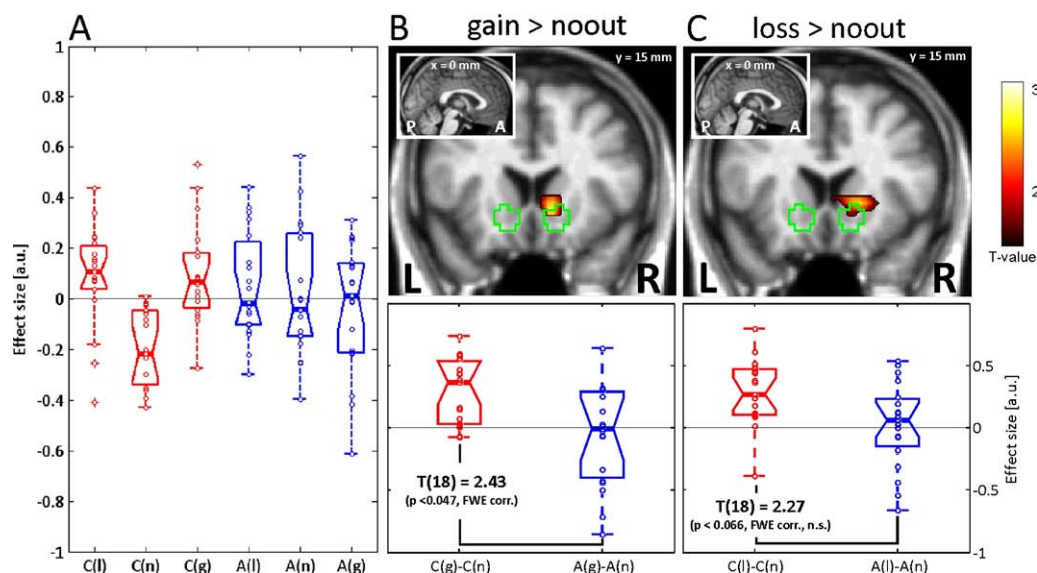 A
B
gain > noout
C
loss > noout
Effect size [a.u.]
1
0.8
0.6
0.4
0.2
0
-0.2
-0.4
-0.6
-0.8
-1
C(l)
C(n)
C(g)
A(l)
A(n)
A(g)
x = 0 mm
P
A
y = 15 mm
L
R
x = 0 mm
P
A
y = 15 mm
L
R
3
2
T-value
T(18) = 2.43
(p <0.047, FWE corr.)
C(g)-C(n)
A(g)-A(n)
T(18) = 2.27
(p < 0.066, FWE corr., n.s.)
C(l)-C(n)
A(l)-A(n)
0.5
0
-0.5
-1
Effect size [a.u.]